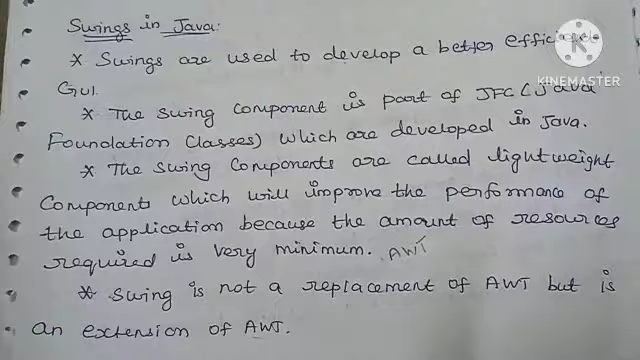 Swings in Java:
* Swings are used to develop a better efficient
GUI
* The Swing component is part of JFC (Java
Foundation Classes) which are developed in Java.
* The Swing Components are called lightweight
Components which will improve the performance of
the application because the amount of resources
required is very minimum. AWT
* Swing is not a replacement of AWT but is
an extension of AWT.
KINEMASTER